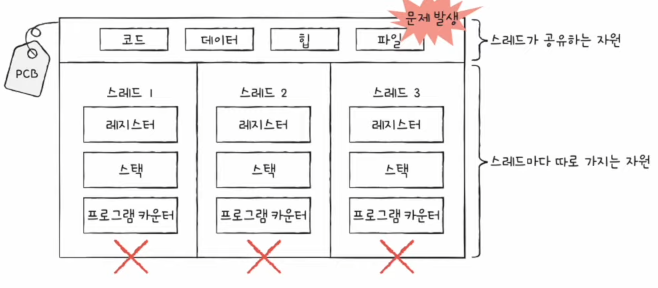 문제 발생
코드 데이터 힙 파일
스레드가 공유하는 자원
PCB
스레드 1 스레드 2 스레드 3
레지스터 레지스터 레지스터
스택 스택 스택
스레드마다 따로 가지는 자원
프로그램 카운터 프로그램 카운터 프로그램 카운터